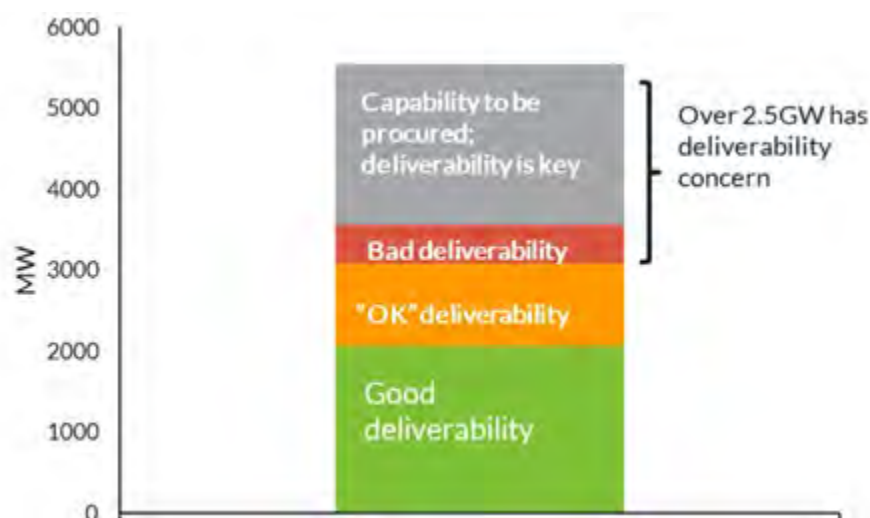 6000
5000
4000
3000
2000
1000
0
MW
Capability to be
procured;
deliverability is key
Bad deliverability
"OK" deliverability
Good
deliverability
Over 2.5GW has
deliverability
concern